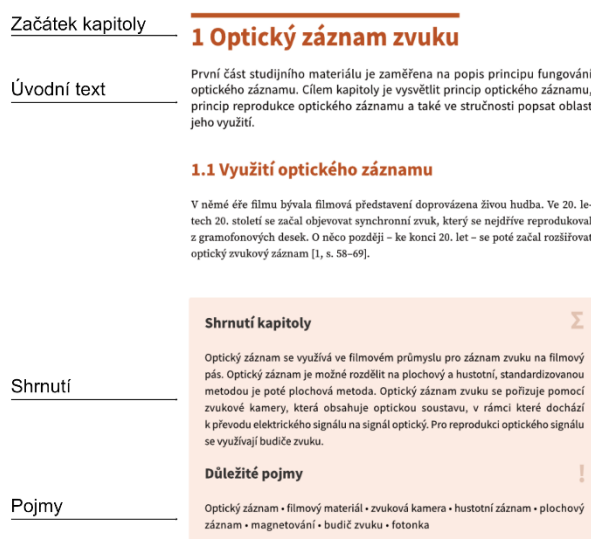 Začátek kapitoly
1 Optický záznam zvuku
Úvodní text
První část studijního materiálu je zaměřena na popis principu fungování
optického záznamu. Cílem kapitoly je vysvětlit princip optického záznamu,
princip reprodukce optického záznamu a také ve stručnosti popsat oblast
jeho využití.
1.1 Využití optického záznamu
V němé éře filmu bývala filmová představení doprovázena živou hudba. Ve 20. le-
tech 20. století se začal objevovat synchronní zvuk, který se nejdříve reprodukoval
z gramofonových desek. O něco později – ke konci 20. let – se poté začal rozšiřovat
optický zvukový záznam [1, s. 58–69].
Shrnutí kapitoly Σ
Shrnutí
Optický záznam se využívá ve filmovém průmyslu pro záznam zvuku na filmový
pás. Optický záznam je možné rozdělit na plochový a hustotní, standardizovanou
metodou je poté plochová metoda. Optický záznam zvuku se pořizuje pomocí
zvukové kamery, která obsahuje optickou soustavu, v rámci které dochází
k převodu elektrického signálu na signál optický. Pro reprodukci optického signálu
se využívají budiče zvuku.
Důležité pojmy !
Pojmy
Optický záznam • filmový materiál • zvuková kamera • hustotní záznam • plochový
záznam • magnetování • budič zvuku • fotonka